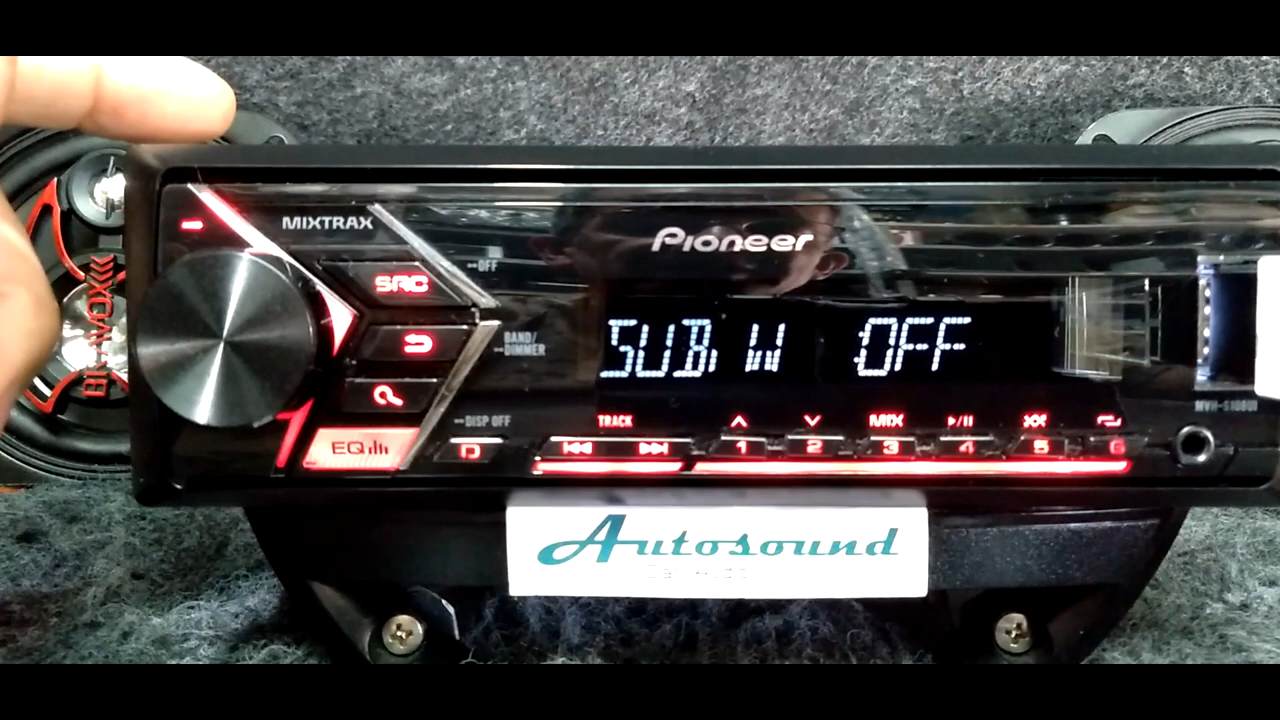 MIXTRAX
Pioneer
OFF
SRC
BAND/
DIMMER
SUB.W OFF
DISP OFF
TRACK
MIX
EQ
D
1 2 3 4 5 6
Autosound